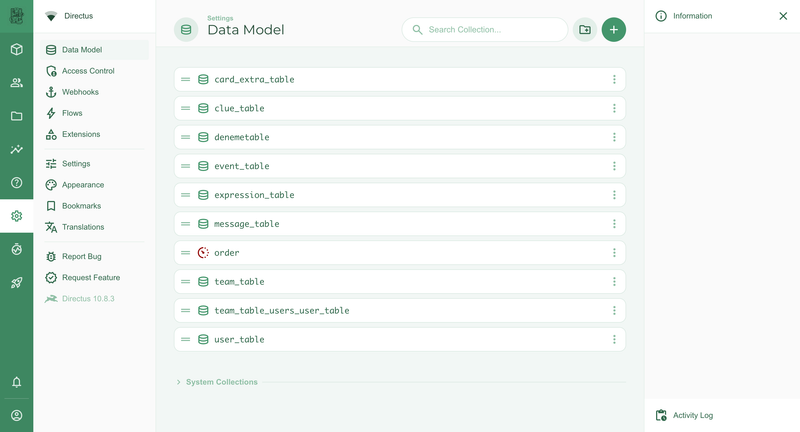 Directus
Data Model
Access Control
Webhooks
Flows
Extensions
Settings
Appearance
Bookmarks
Translations
Report Bug
Request Feature
Directus 10.8.3
Settings
Data Model
Search Collection...
card_extra_table
clue_table
denemetable
event_table
expression_table
message_table
order
team_table
team_table_users_user_table
user_table
System Collections
Information
Activity Log